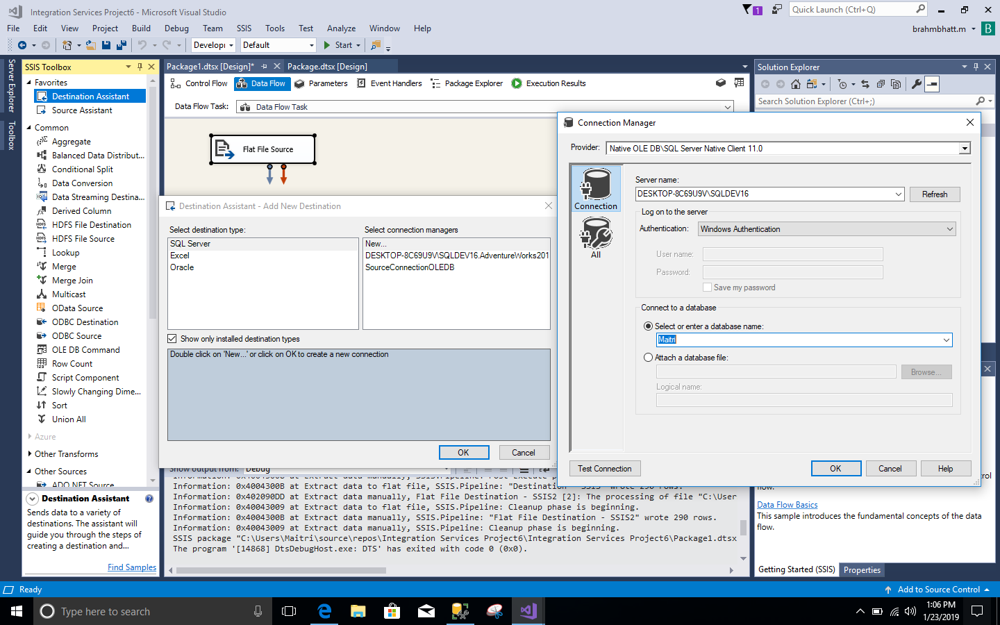 Integration Services Project6 - Microsoft Visual Studio
1
Quick Launch (Ctrl+Q)
File Edit View Project Build Debug Team SSIS Tools Test Analyze Window Help
brahmbhatt.m
B
Default
Start
Server Explorer
Toolbox
SSIS Toolbox
Favorites
Destination Assistant
Source Assistant
Common
Aggregate
Balanced Data Distribut...
Conditional Split
Data Conversion
Data Streaming Destina...
Derived Column
HDFS File Destination
HDFS File Source
Lookup
Merge
Merge Join
Multicast
OData Source
ODBC Destination
ODBC Source
OLE DB Command
Row Count
Script Component
Slowly Changing Dime...
Sort
Union All
Azure
Other Transforms
Other Sources
ADO NET Source
Destination Assistant
Sends data to a variety of
destinations. The assistant will
guide you through the steps of
creating a destination and...
Find Samples
Package1.dtsx [Design]*
Package.dtsx [Design]
Control Flow
Data Flow
Parameters
Event Handlers
Package Explorer
Execution Results
Data Flow Task:
Data Flow Task
Flat File Source
Destination Assistant - Add New Destination
Select destination type:
SQL Server
Excel
Oracle
Select connection managers
New...
DESKTOP-8C69U9V\SQLDEV16.AdventureWorks201
SourceConnectionOLEDB
Show only installed destination types
Double click on 'New...' or click on OK to create a new connection
OK
Cancel
Show output from: Debug
Information: 0x4004300B at Extract data to flat file, SSIS.Pipeline: "Destination - SSIS" wrote 290 rows.
Information: 0x402090DD at Extract data manually, Flat File Destination - SSIS2 [2]: The processing of file "C:\User
Information: 0x40043009 at Extract data to flat file, SSIS.Pipeline: Cleanup phase is beginning.
Information: 0x4004300B at Extract data manually, SSIS.Pipeline: "Flat File Destination - SSIS2" wrote 290 rows.
Information: 0x40043009 at Extract data manually, SSIS.Pipeline: Cleanup phase is beginning.
SSIS package "C:\Users\Maitri\source\repos\Integration Services Project6\Integration Services Project6\Package1.dtsx
The program '[14868] DtsDebugHost.exe: DTS' has exited with code 0 (0x0).
Solution Explorer
Search Solution Explorer (Ctrl+;)
Connection Manager
Provider:
Native OLE DB\SQL Server Native Client 11.0
Connection
All
Server name:
DESKTOP-8C69U9V\SQLDEV16
Refresh
Log on to the server
Authentication:
Windows Authentication
User name:
Password:
Save my password
Connect to a database
Select or enter a database name:
Maitri
Attach a database file:
Browse...
Logical name:
Test Connection
OK
Cancel
Help
flow.
Data Flow Basics
This sample introduces the fundamental concepts of the data
flow.
Getting Started (SSIS)
Properties
Ready
Add to Source Control
Type here to search
1:06 PM
1/23/2019